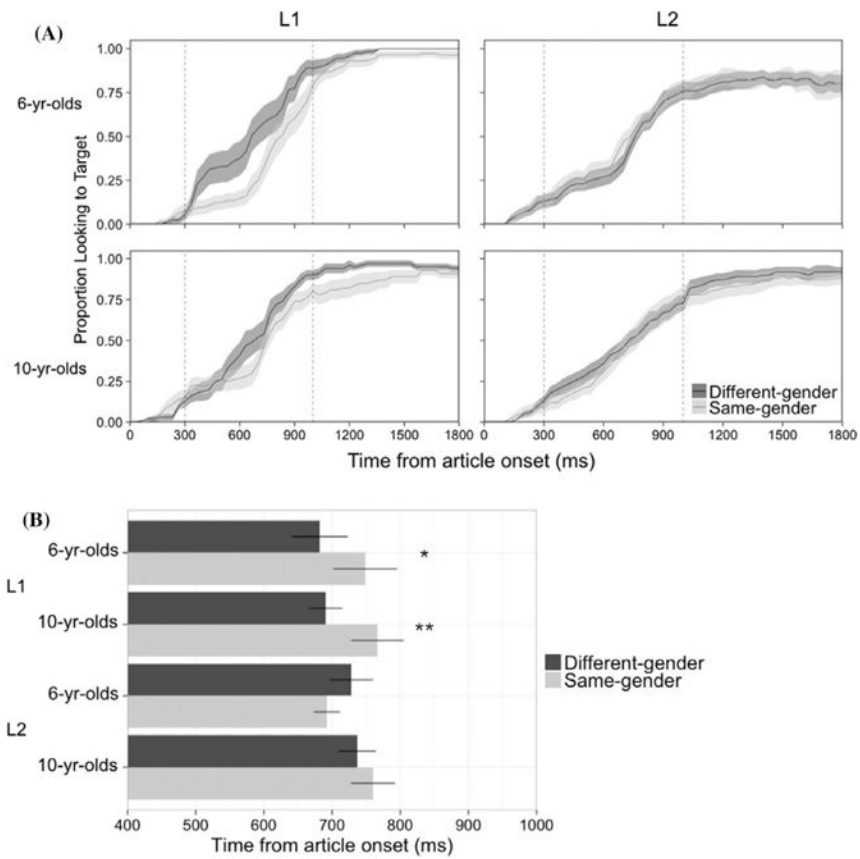 L1 L2
(A)
1.00
0.75
0.50
0.25
0.00
6-yr-olds
Proportion Looking to Target
1.00
0.75
0.50
0.25
0.00
10-yr-olds
Different-gender
Same-gender
0 300 600 900 1200 1500 1800 0 300 600 900 1200 1500 1800
Time from article onset (ms)
(B)
6-yr-olds *
L1
10-yr-olds **
Different-gender
6-yr-olds
Same-gender
L2
10-yr-olds
400 500 600 700 800 900 1000
Time from article onset (ms)